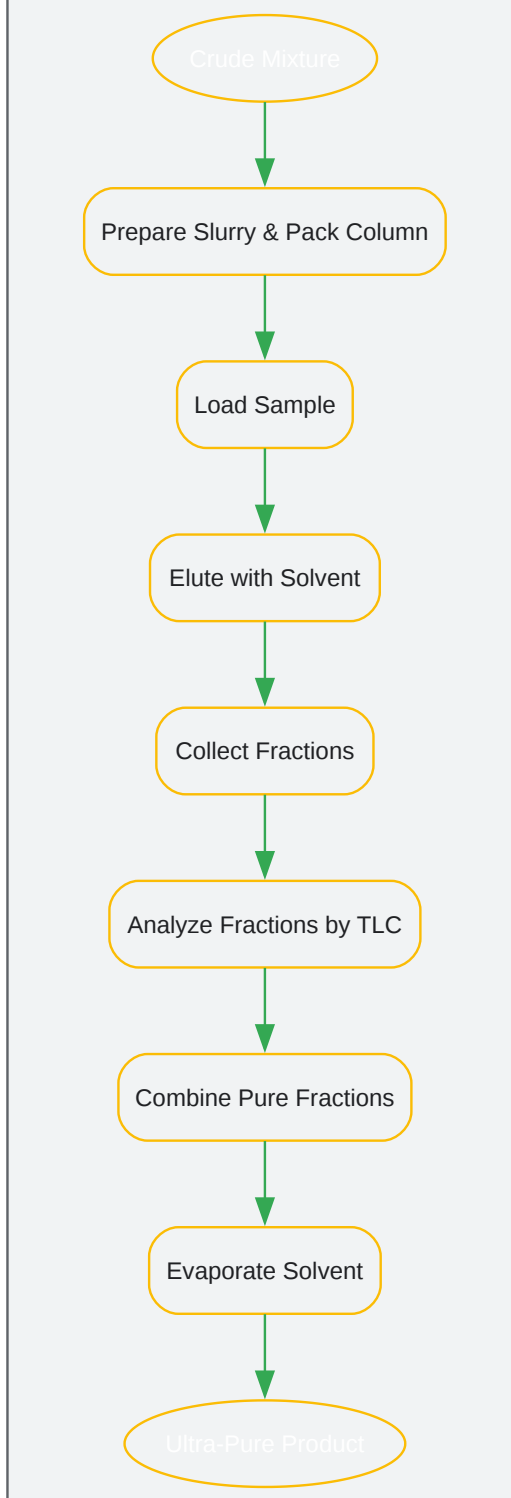 Crude Mixture
Prepare Slurry & Pack Column
Load Sample
Elute with Solvent
Collect Fractions
Analyze Fractions by TLC
Combine Pure Fractions
Evaporate Solvent
Ultra-Pure Product